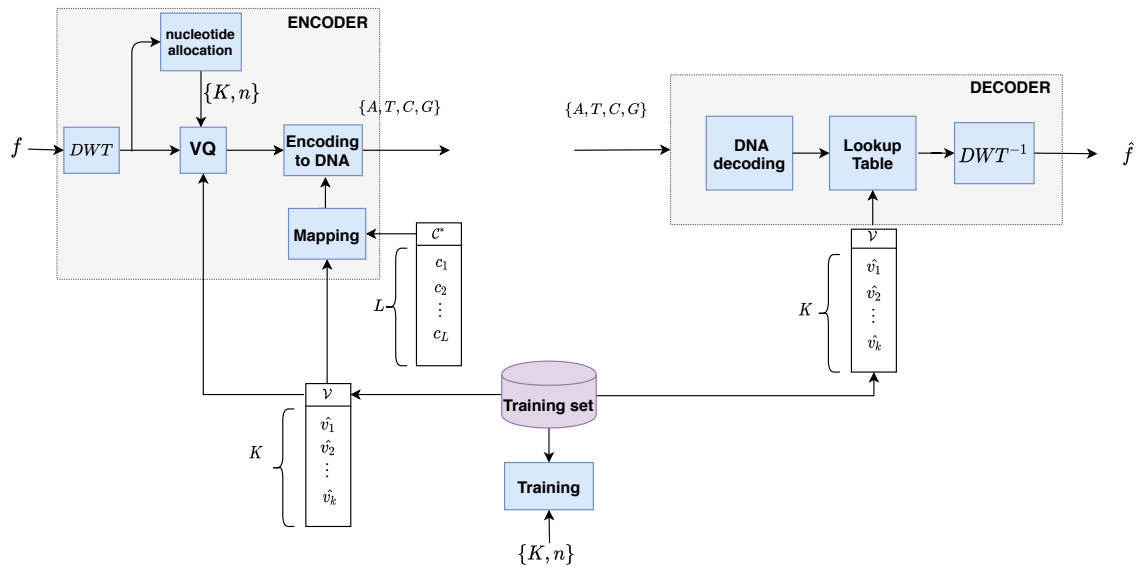 ENCODER
nucleotide
allocation
{K, n}
{A, T, C, G}
f
DWT
VQ
Encoding
to DNA
Mapping
𝒞*
c₁
c₂
⋮
c_L
L
𝒱
v̂₁
v̂₂
⋮
v̂ₖ
K
Training set
Training
{K, n}
DECODER
{A, T, C, G}
DNA
decoding
Lookup
Table
DWT⁻¹
f̂
𝒱
v̂₁
v̂₂
⋮
v̂ₖ
K